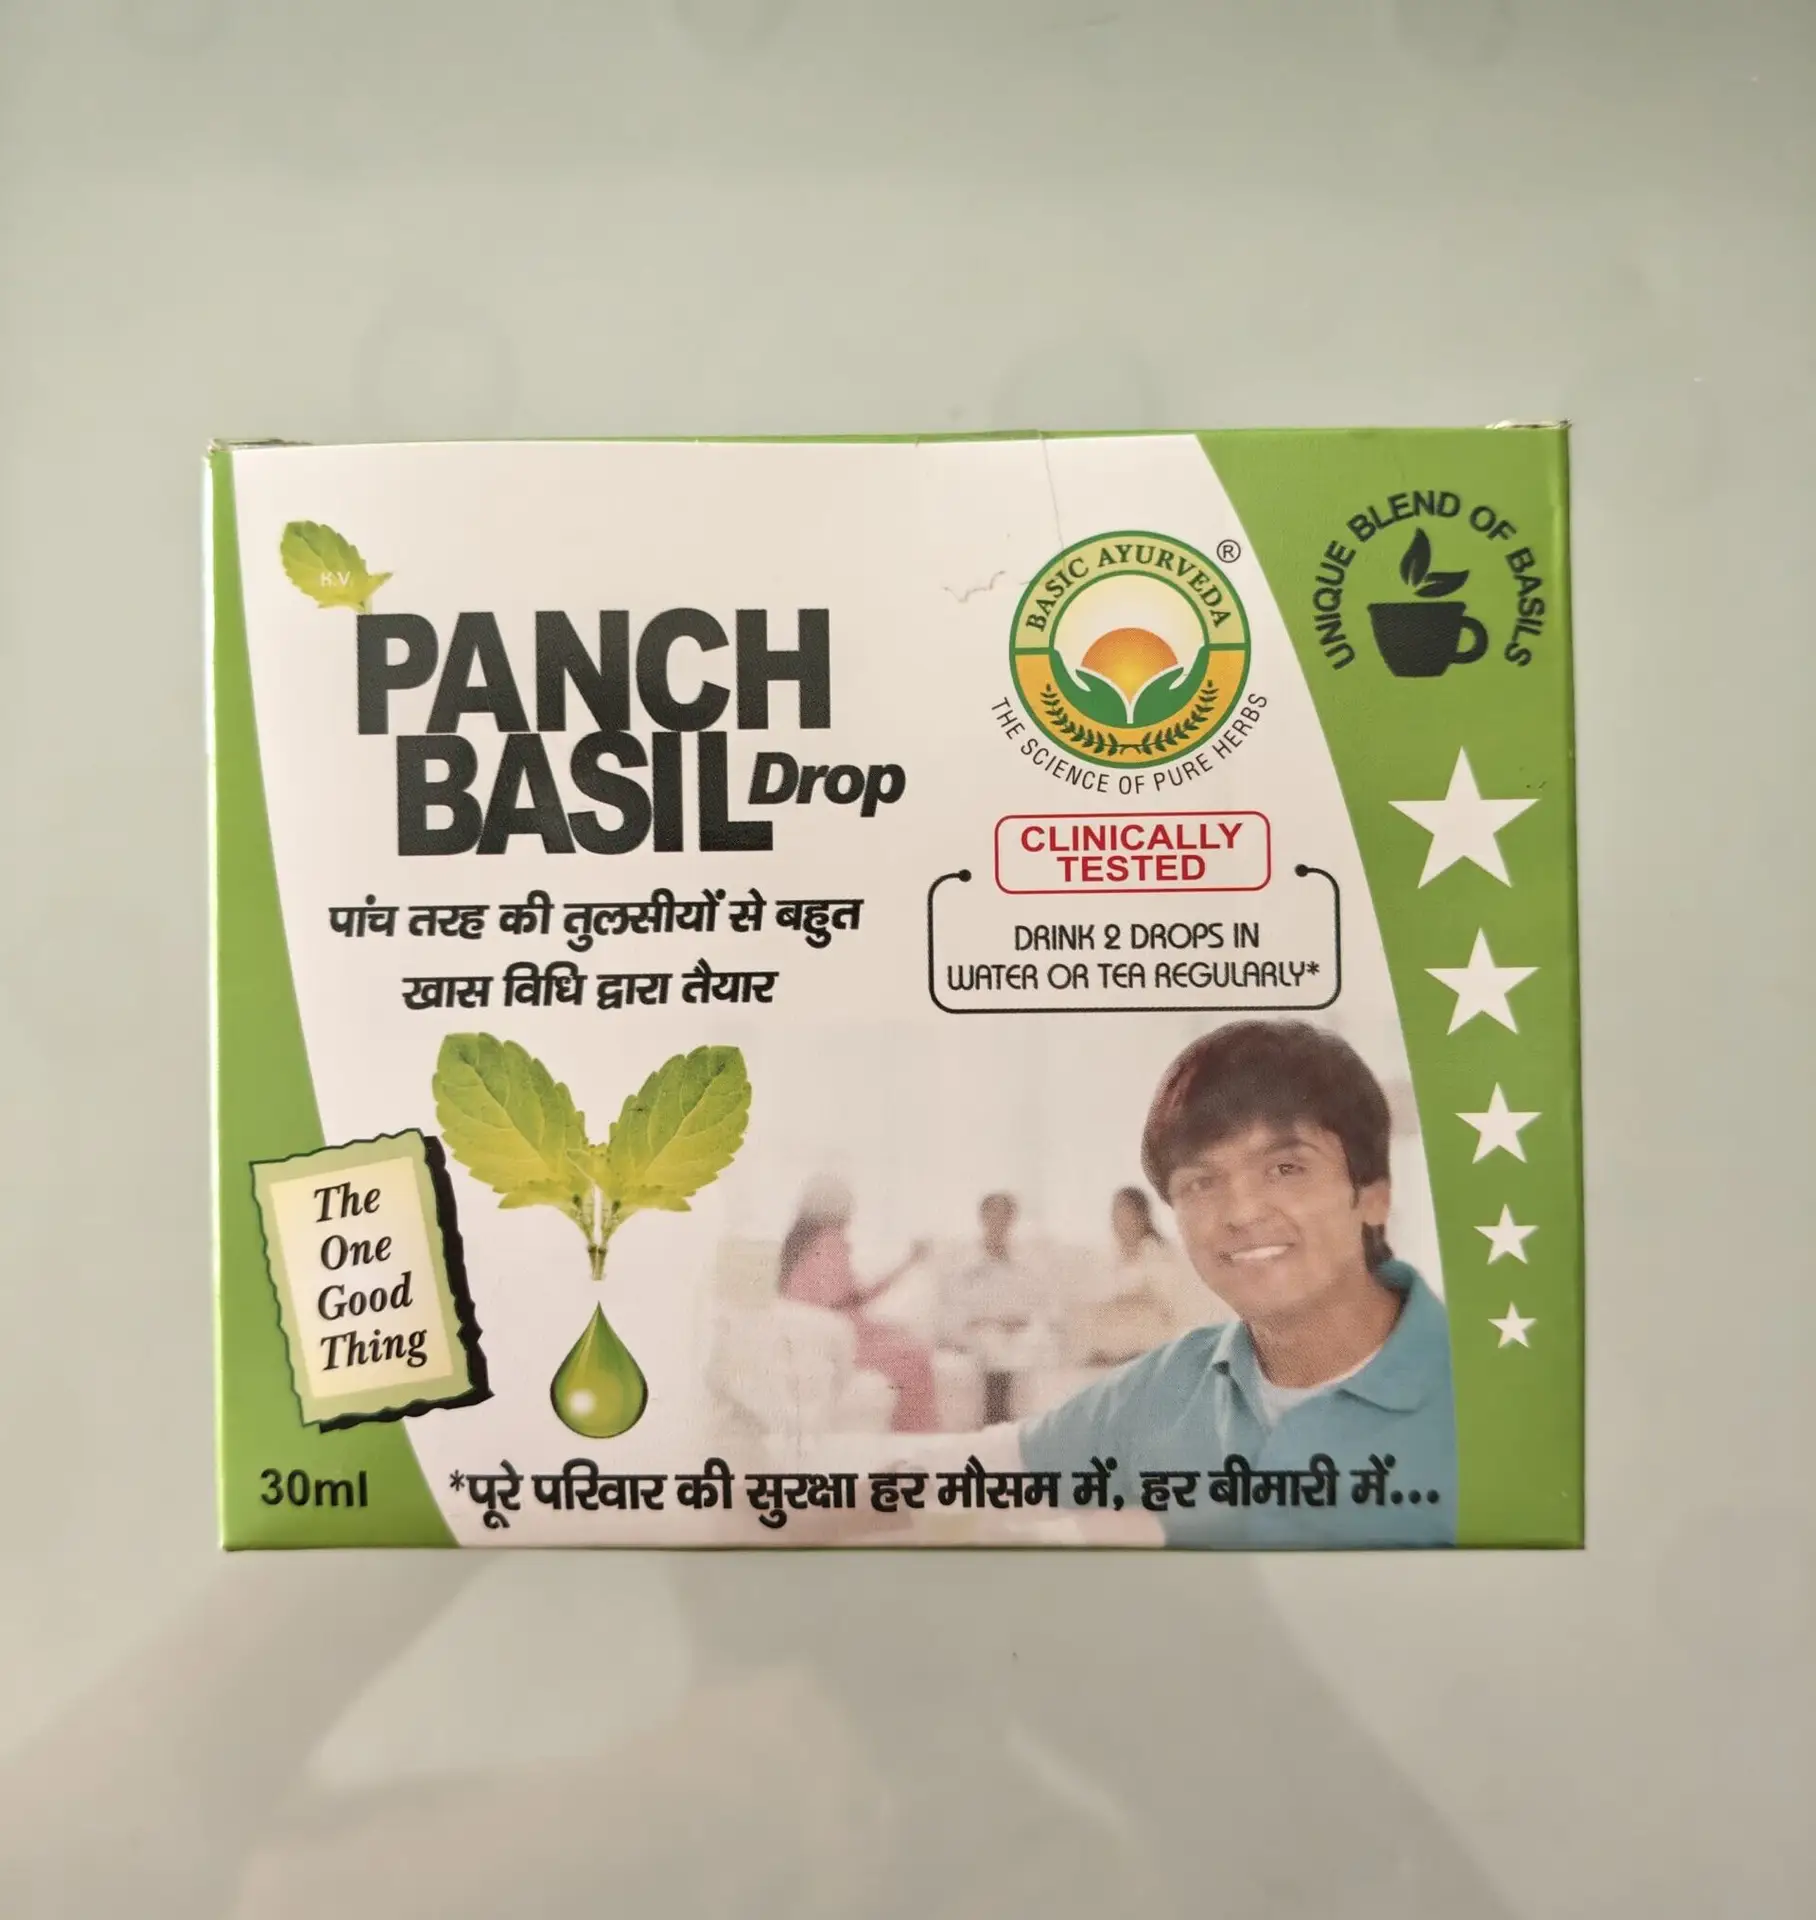 K.V
PANCH
BASIL Drop
पांच तरह की तुलसीयों से बहुत
खास विधि द्वारा तैयार
BASIC AYURVEDA
®
THE SCIENCE OF PURE HERBS
UNIQUE BLEND OF BASILS
CLINICALLY
TESTED
DRINK 2 DROPS IN
WATER OR TEA REGULARLY*
The
One
Good
Thing
30ml
*पूरे परिवार की सुरक्षा हर मौसम में, हर बीमारी में...